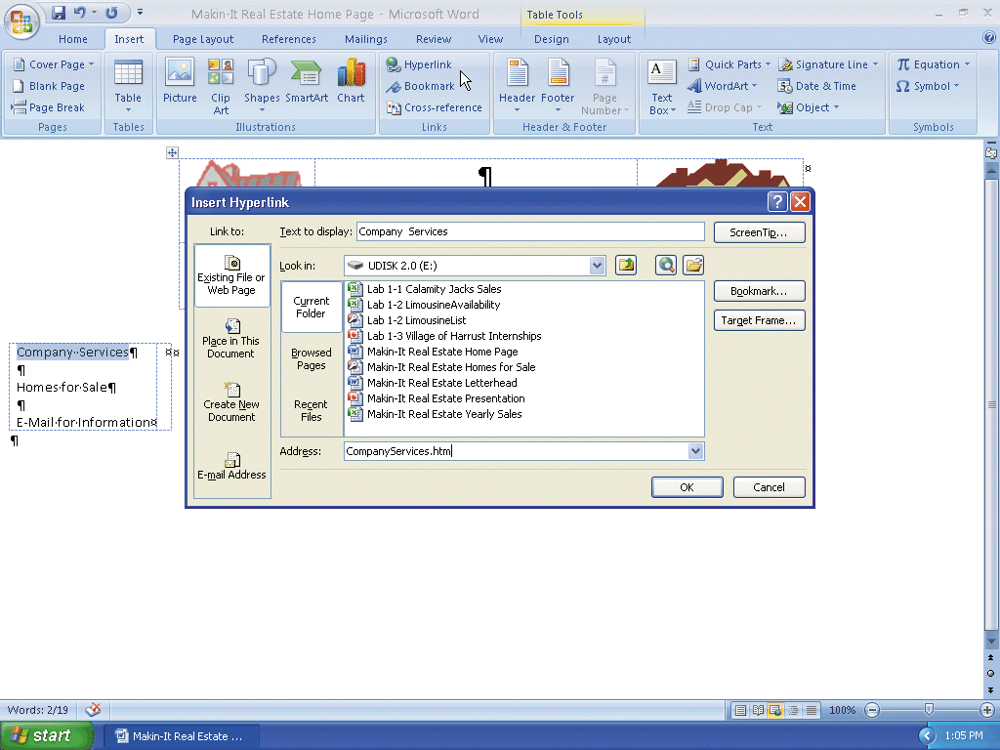 Makin-It Real Estate Home Page - Microsoft Word
Table Tools
Home Insert Page Layout References Mailings Review View Design Layout
Cover Page
Blank Page
Page Break
Pages
Table
Tables
Picture
Clip Art
Shapes
SmartArt
Chart
Illustrations
Hyperlink
Bookmark
Cross-reference
Links
Header
Footer
Page Number
Header & Footer
Text Box
Quick Parts
WordArt
Drop Cap
Signature Line
Date & Time
Object
Text
Equation
Symbol
Symbols
¶
Insert Hyperlink
Link to:
Existing File or Web Page
Place in This Document
Create New Document
E-mail Address
Text to display: Company  Services
ScreenTip...
Look in: UDISK 2.0 (E:)
Current Folder
Browsed Pages
Recent Files
Lab 1-1 Calamity Jacks Sales
Lab 1-2 LimousineAvailability
Lab 1-2 LimousineList
Lab 1-3 Village of Harrust Internships
Makin-It Real Estate Home Page
Makin-It Real Estate Homes for Sale
Makin-It Real Estate Letterhead
Makin-It Real Estate Presentation
Makin-It Real Estate Yearly Sales
Bookmark...
Target Frame...
Address: CompanyServices.htm
OK
Cancel
Company··Services¶
¶
Homes·for·Sale¶
¶
E-Mail·for·Information¤
¶
Words: 2/19
100%
start
Makin-It Real Estate ...
1:05 PM